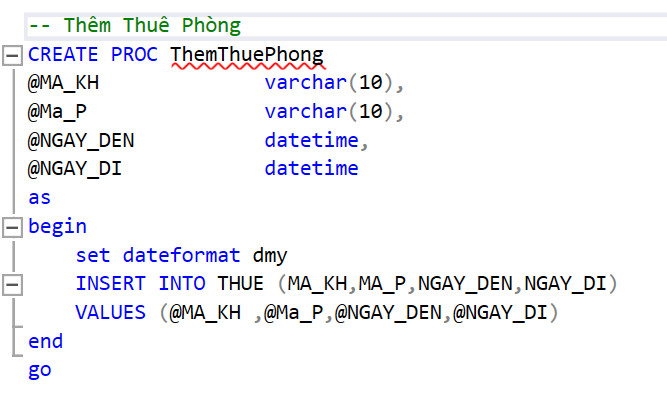 -- Thêm Thuê Phòng
CREATE PROC ThemThuePhong
@MA_KH varchar(10),
@Ma_P varchar(10),
@NGAY_DEN datetime,
@NGAY_DI datetime
as
begin
set dateformat dmy
INSERT INTO THUE (MA_KH,MA_P,NGAY_DEN,NGAY_DI)
VALUES (@MA_KH ,@Ma_P,@NGAY_DEN,@NGAY_DI)
end
go